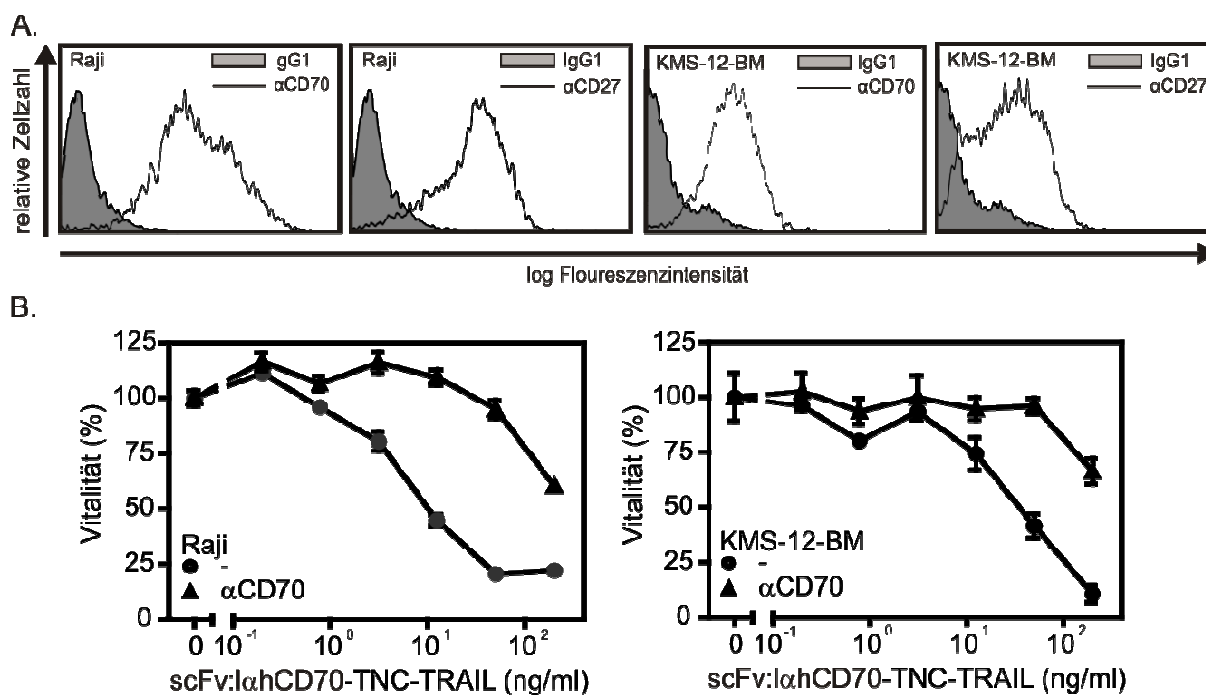 A.
relative Zellzahl
Raji
gG1
αCD70
Raji
IgG1
αCD27
KMS-12-BM
IgG1
αCD70
KMS-12-BM
IgG1
αCD27
log Floureszenzintensität
B.
Vitalität (%)
125
100
75
50
25
0
Raji
-
αCD70
0 10⁻¹ 10⁰ 10¹ 10²
scFv:lαhCD70-TNC-TRAIL (ng/ml)
Vitalität (%)
125
100
75
50
25
0
KMS-12-BM
-
αCD70
0 10⁻¹ 10⁰ 10¹ 10²
scFv:lαhCD70-TNC-TRAIL (ng/ml)